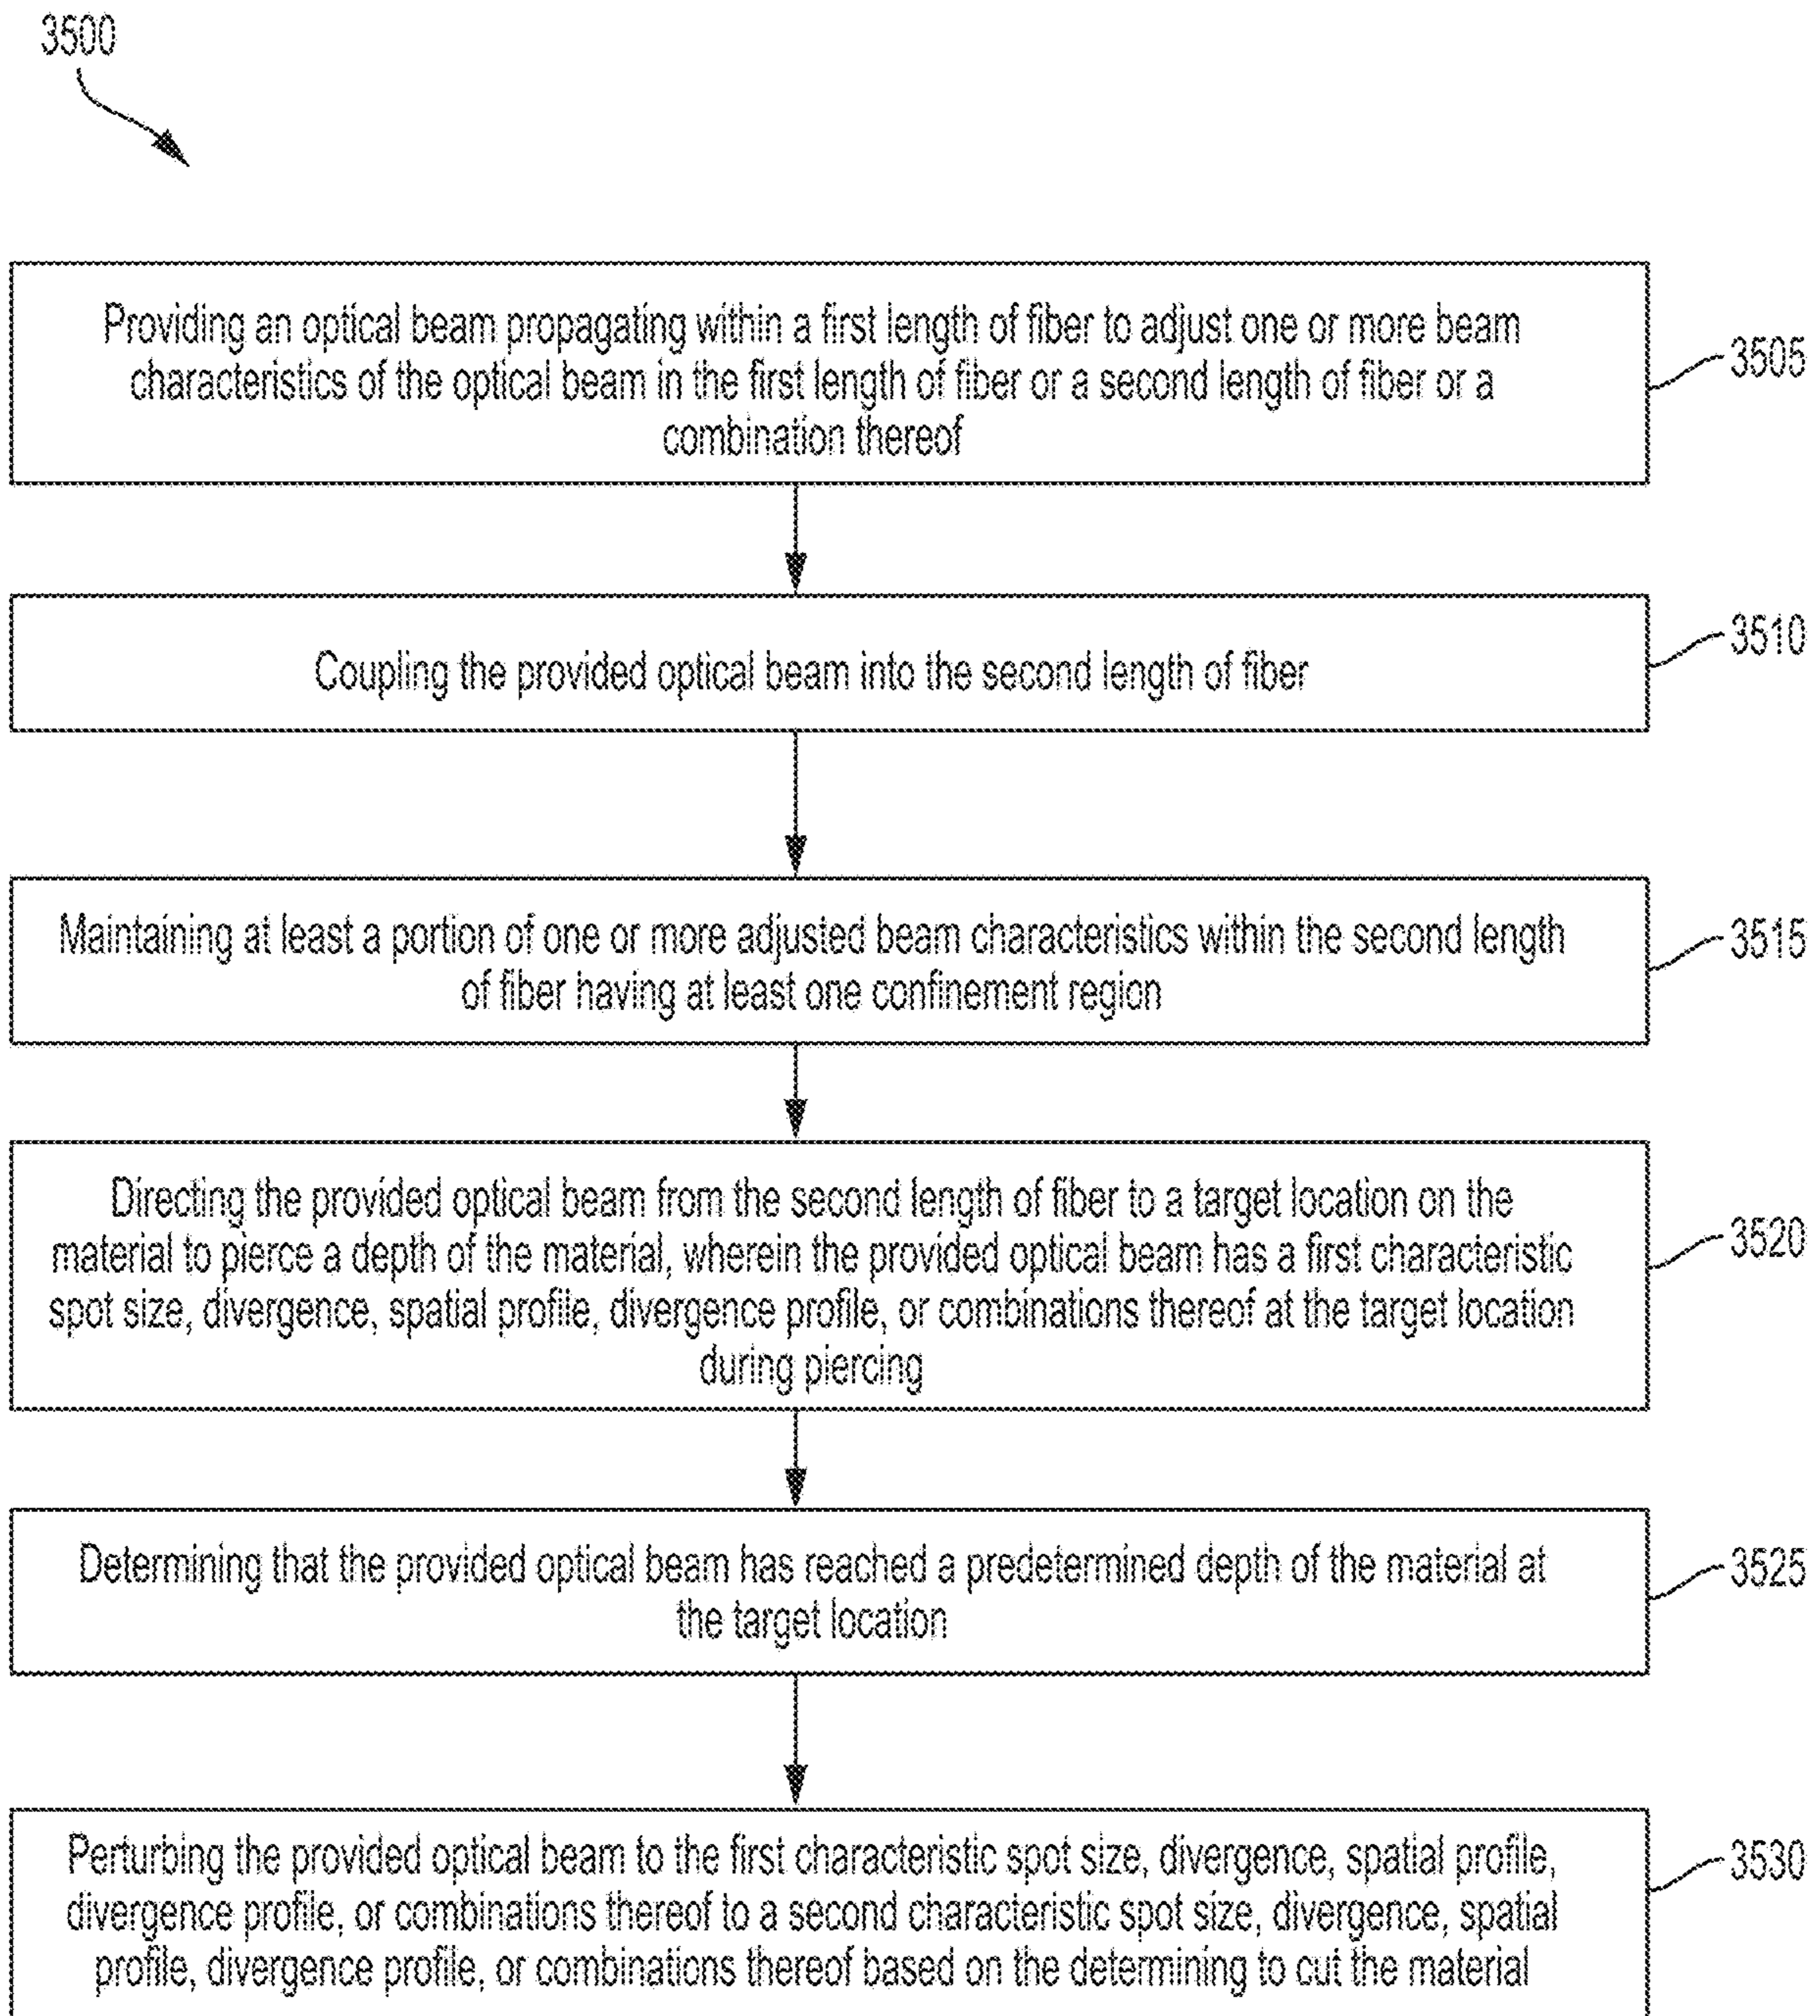 3500
Providing an optical beam propagating within a first length of fiber to adjust one or more beam
characteristics of the optical beam in the first length of fiber or a second length of fiber or a
combination thereof
3505
Coupling the provided optical beam into the second length of fiber
3510
Maintaining at least a portion of one or more adjusted beam characteristics within the second length
of fiber having at least one confinement region
3515
Directing the provided optical beam from the second length of fiber to a target location on the
material to pierce a depth of the material, wherein the provided optical beam has a first characteristic
spot size, divergence, spatial profile, divergence profile, or combinations thereof at the target location
during piercing
3520
Determining that the provided optical beam has reached a predetermined depth of the material at
the target location
3525
Perturbing the provided optical beam to the first characteristic spot size, divergence, spatial profile,
divergence profile, or combinations thereof to a second characteristic spot size, divergence, spatial
profile, divergence profile, or combinations thereof based on the determining to cut the material
3530